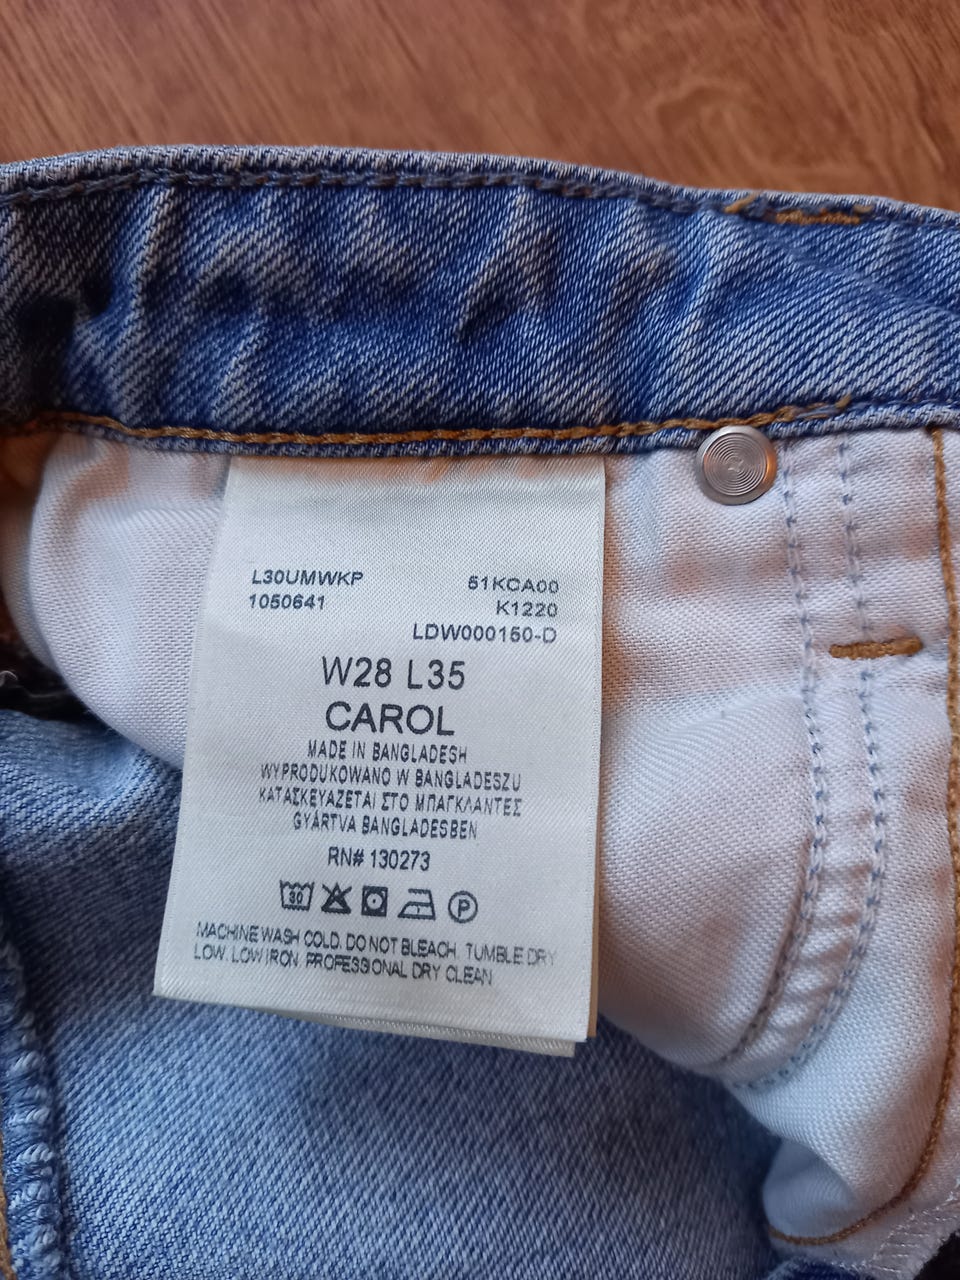 L30UMWKP 51KCA00
1050641 K1220
LDW000150-D
W28 L35
CAROL
MADE IN BANGLADESH
WYPRODUKOWANO W BANGLADESZU
ΚΑΤΑΣΚΕΥΑΖΕΤΑΙ ΣΤΟ ΜΠΑΓΚΛΑΝΤΕΣ
GYÁRTVA BANGLADESBEN
RN# 130273
30 P
MACHINE WASH COLD. DO NOT BLEACH. TUMBLE DRY
LOW. LOW IRON. PROFESSIONAL DRY CLEAN